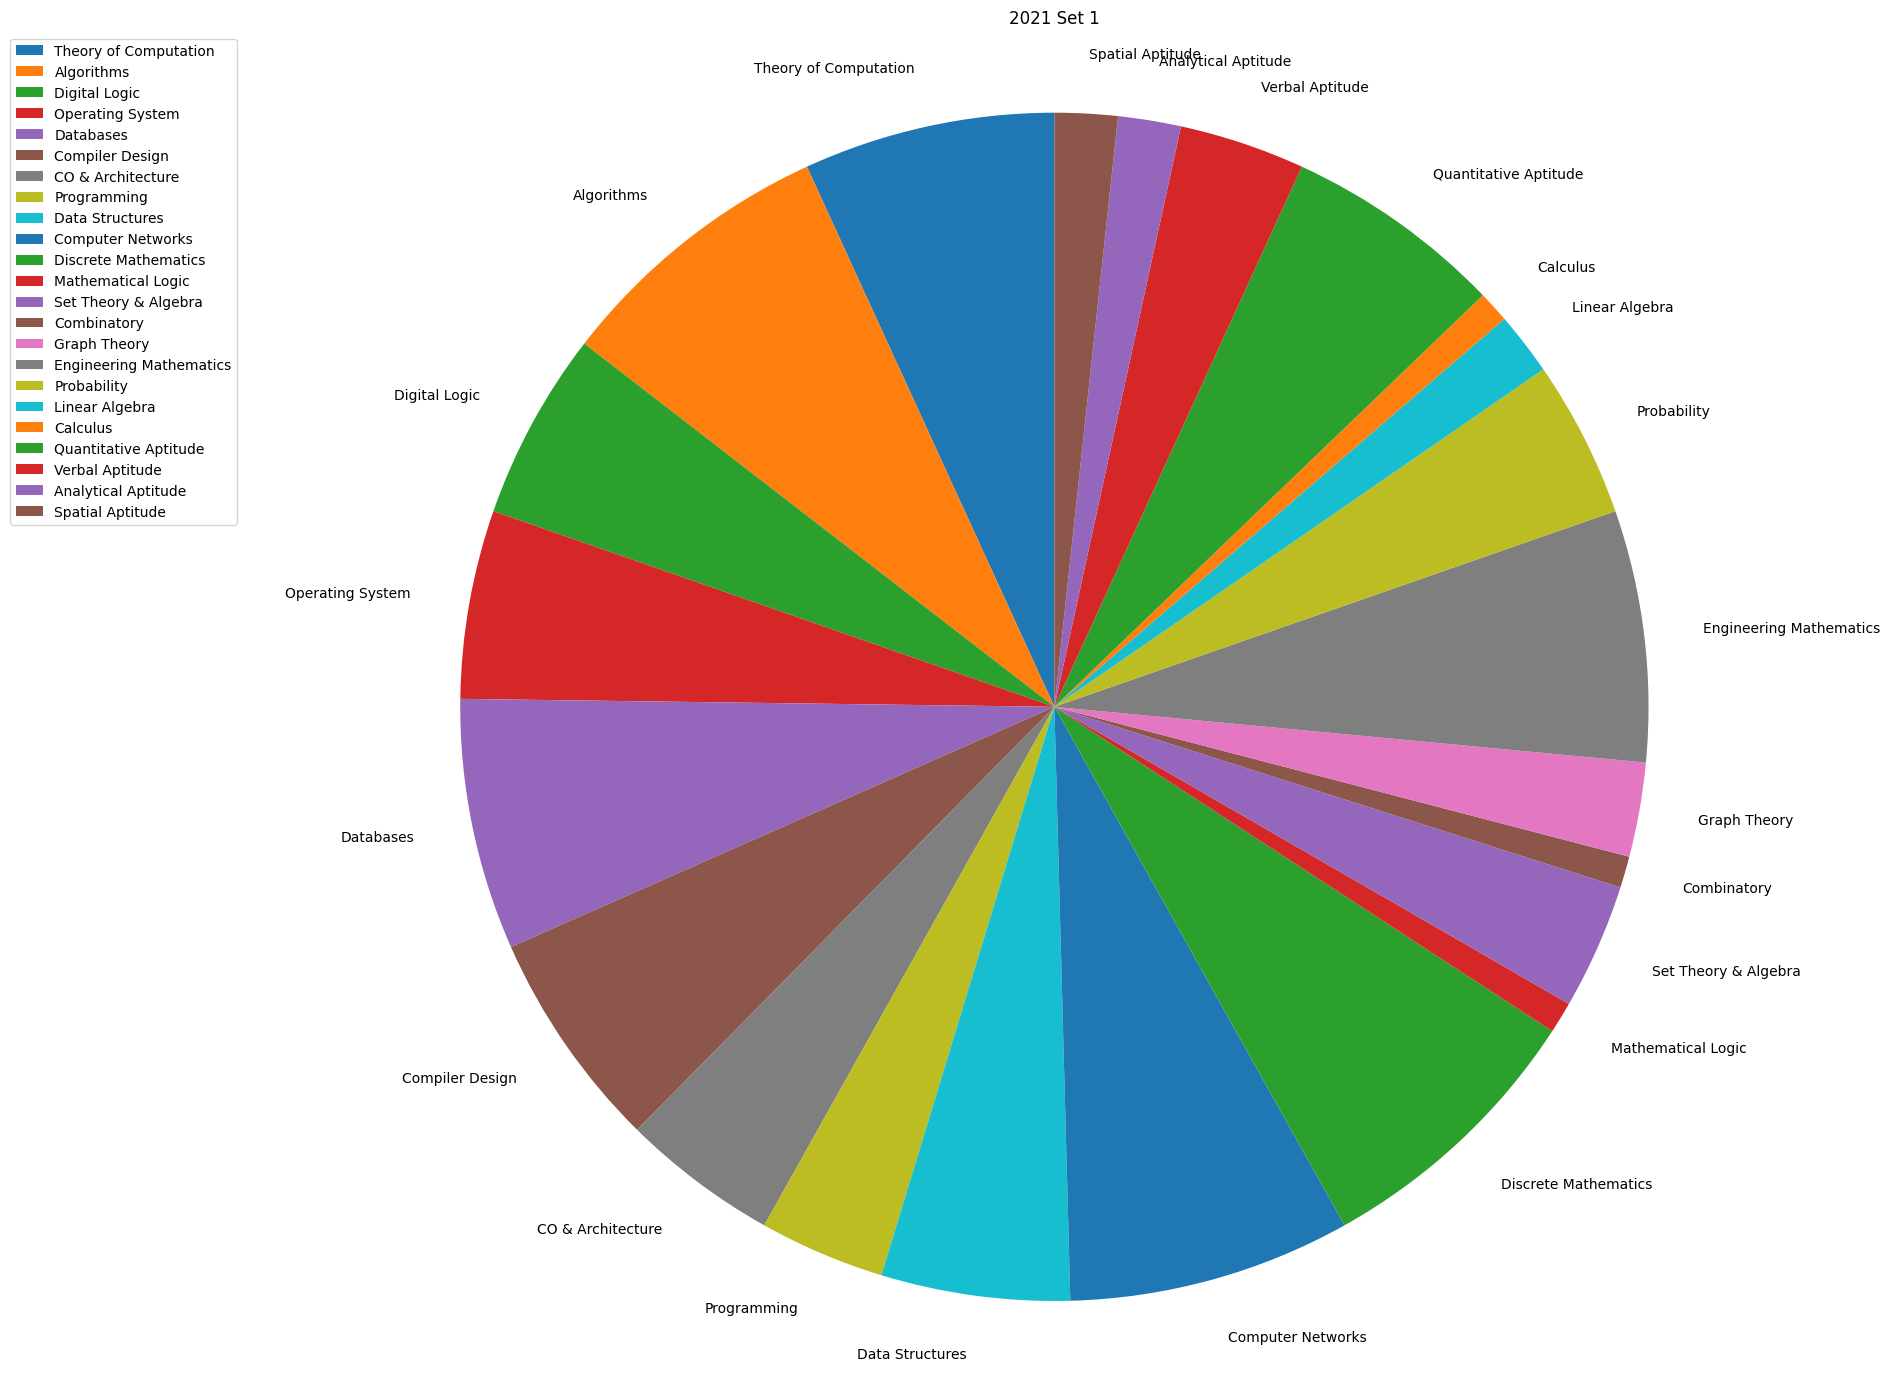 2021 Set 1
Theory of Computation
Algorithms
Digital Logic
Operating System
Databases
Compiler Design
CO & Architecture
Programming
Data Structures
Computer Networks
Discrete Mathematics
Mathematical Logic
Set Theory & Algebra
Combinatory
Graph Theory
Engineering Mathematics
Probability
Linear Algebra
Calculus
Quantitative Aptitude
Verbal Aptitude
Analytical Aptitude
Spatial Aptitude
Theory of Computation
Algorithms
Digital Logic
Operating System
Databases
Compiler Design
CO & Architecture
Programming
Data Structures
Computer Networks
Discrete Mathematics
Mathematical Logic
Set Theory & Algebra
Combinatory
Graph Theory
Engineering Mathematics
Probability
Linear Algebra
Calculus
Quantitative Aptitude
Verbal Aptitude
Analytical Aptitude
Spatial Aptitude